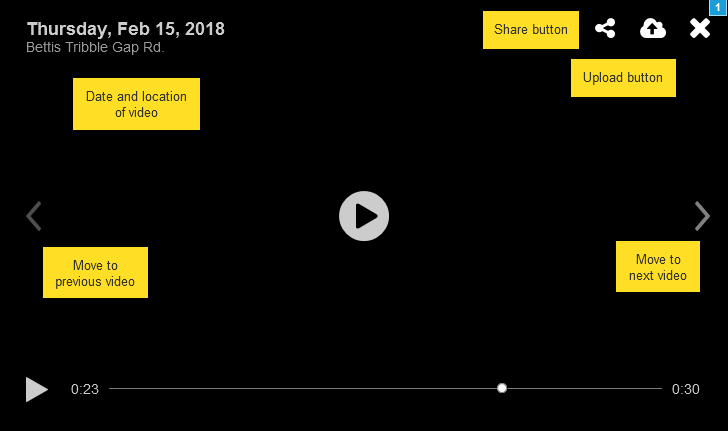 1
Thursday, Feb 15, 2018
Bettis Tribble Gap Rd.
Share button
Upload button
Date and location
of video
Move to
previous video
Move to
next video
0:23
0:30